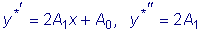 y*′ = 2A₁x + A₀,  y*″ = 2A₁